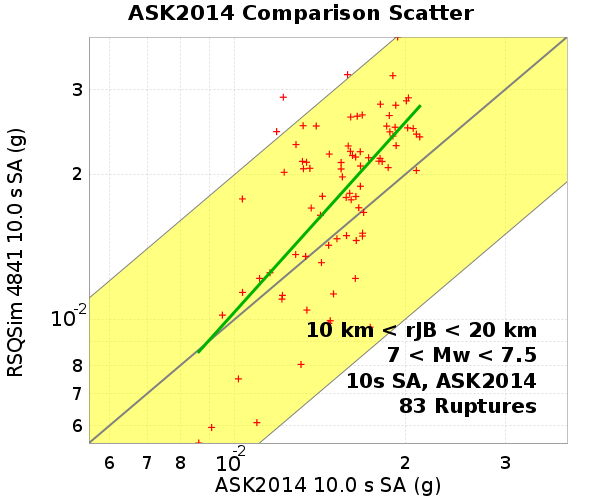 ASK2014 Comparison Scatter
RSQSim 4841 10.0 s SA (g)
3
2
10-2
8
7
6
10 km < rJB < 20 km
7 < Mw < 7.5
10s SA, ASK2014
83 Ruptures
6 7 8 10-2 2 3
ASK2014 10.0 s SA (g)